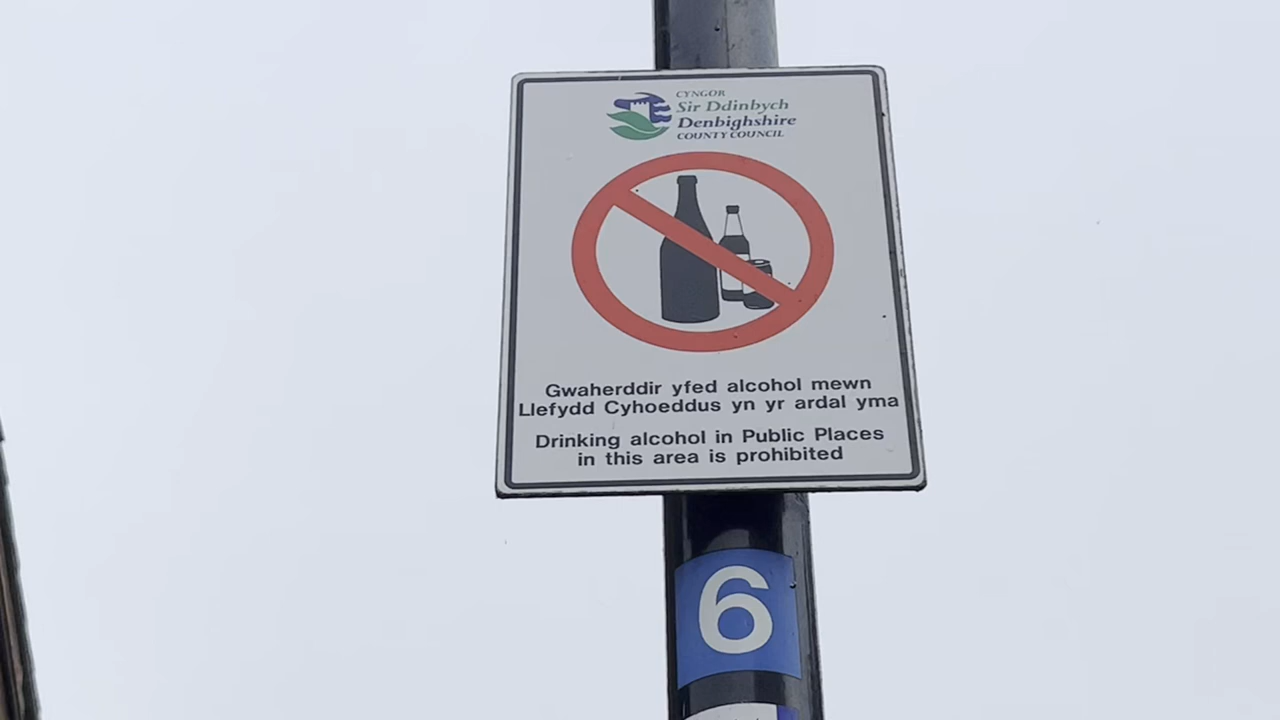 CYNGOR
Sir Ddinbych
Denbighshire
COUNTY COUNCIL
Gwaherddir yfed alcohol mewn
Llefydd Cyhoeddus yn yr ardal yma
Drinking alcohol in Public Places
in this area is prohibited
6